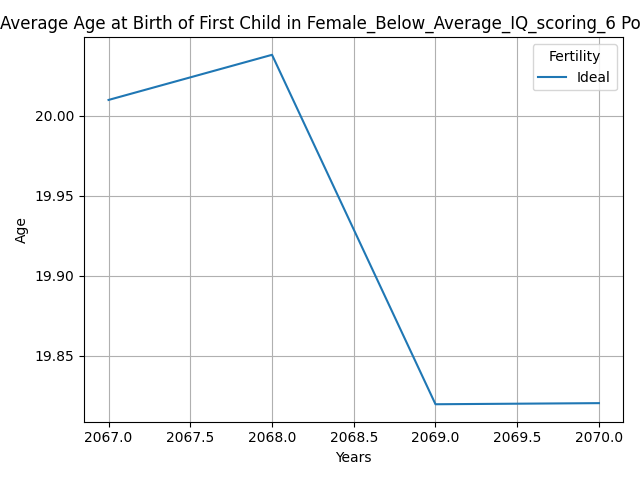 Average Age at Birth of First Child in Female_Below_Average_IQ_scoring_6 Po
Fertility
Ideal
20.00
19.95
19.90
19.85
Age
2067.0 2067.5 2068.0 2068.5 2069.0 2069.5 2070.0
Years